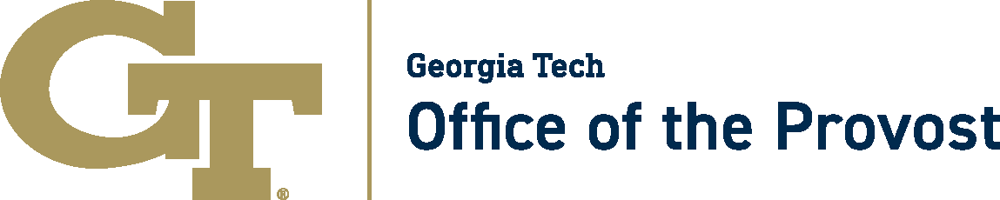 GT®
Georgia Tech
Office of the Provost